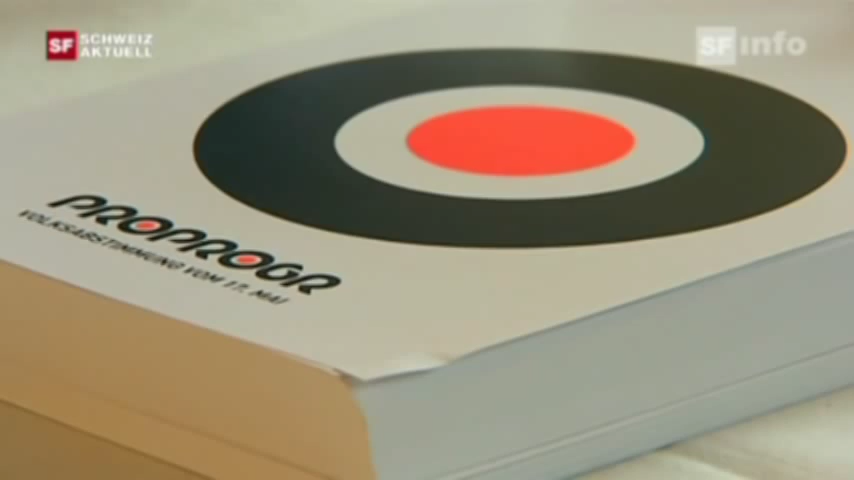 SF SCHWEIZ
AKTUELL
SF info
PROPROGR
VOLKSABSTIMMUNG VOM 17. MAI